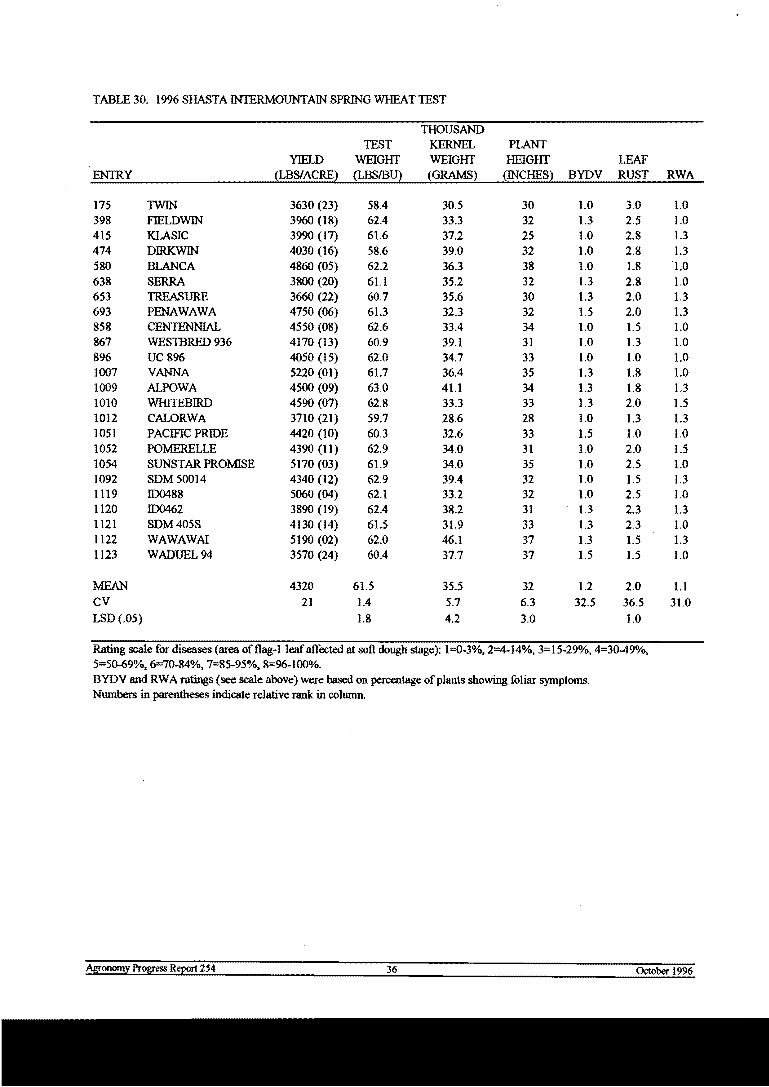 TABLE 30. 1996 SHASTA INTERMOUNTAIN SPRING WHEAT TEST
THOUSAND
TEST KERNEL PLANT
YIELD WEIGHT WEIGHT HEIGHT LEAF
ENTRY (LBS/ACRE) (LBS/BU) (GRAMS) (INCHES) BYDV RUST RWA
175 TWIN 3630 (23) 58.4 30.5 30 1.0 3.0 1.0
398 FIELDWIN 3960 (18) 62.4 33.3 32 1.3 2.5 1.0
415 KLASIC 3990 (17) 61.6 37.2 25 1.0 2.8 1.3
474 DIRKWIN 4030 (16) 58.6 39.0 32 1.0 2.8 1.3
580 BLANCA 4860 (05) 62.2 36.3 38 1.0 1.8 1.0
638 SERRA 3800 (20) 61.1 35.2 32 1.3 2.8 1.0
653 TREASURE 3660 (22) 60.7 35.6 30 1.3 2.0 1.3
693 PENAWAWA 4750 (06) 61.3 32.3 32 1.5 2.0 1.3
858 CENTENNIAL 4550 (08) 62.6 33.4 34 1.0 1.5 1.0
867 WESTBRED 936 4170 (13) 60.9 39.1 31 1.0 1.3 1.0
896 UC 896 4050 (15) 62.0 34.7 33 1.0 1.0 1.0
1007 VANNA 5220 (01) 61.7 36.4 35 1.3 1.8 1.0
1009 ALPOWA 4500 (09) 63.0 41.1 34 1.3 1.8 1.3
1010 WHITEBIRD 4590 (07) 62.8 33.3 33 1.3 2.0 1.5
1012 CALORWA 3710 (21) 59.7 28.6 28 1.0 1.3 1.3
1051 PACIFIC PRIDE 4420 (10) 60.3 32.6 33 1.5 1.0 1.0
1052 POMERELLE 4390 (11) 62.9 34.0 31 1.0 2.0 1.5
1054 SUNSTAR PROMISE 5170 (03) 61.9 34.0 35 1.0 2.5 1.0
1092 SDM 50014 4340 (12) 62.9 39.4 32 1.0 1.5 1.3
1119 ID0488 5060 (04) 62.1 33.2 32 1.0 2.5 1.0
1120 ID0462 3890 (19) 62.4 38.2 31 1.3 2.3 1.3
1121 SDM 405S 4130 (14) 61.5 31.9 33 1.3 2.3 1.0
1122 WAWAWAI 5190 (02) 62.0 46.1 37 1.3 1.5 1.3
1123 WADUEL 94 3570 (24) 60.4 37.7 37 1.5 1.5 1.0
MEAN 4320 61.5 35.5 32 1.2 2.0 1.1
CV 21 1.4 5.7 6.3 32.5 36.5 31.0
LSD (.05) 1.8 4.2 3.0 1.0
Rating scale for diseases (area of flag-1 leaf affected at soft dough stage): 1=0-3%, 2=4-14%, 3=15-29%, 4=30-49%,
5=50-69%, 6=70-84%, 7=85-95%, 8=96-100%.
BYDV and RWA ratings (see scale above) were based on percentage of plants showing foliar symptoms.
Numbers in parentheses indicate relative rank in column.
Agronomy Progress Report 254 36 October 1996